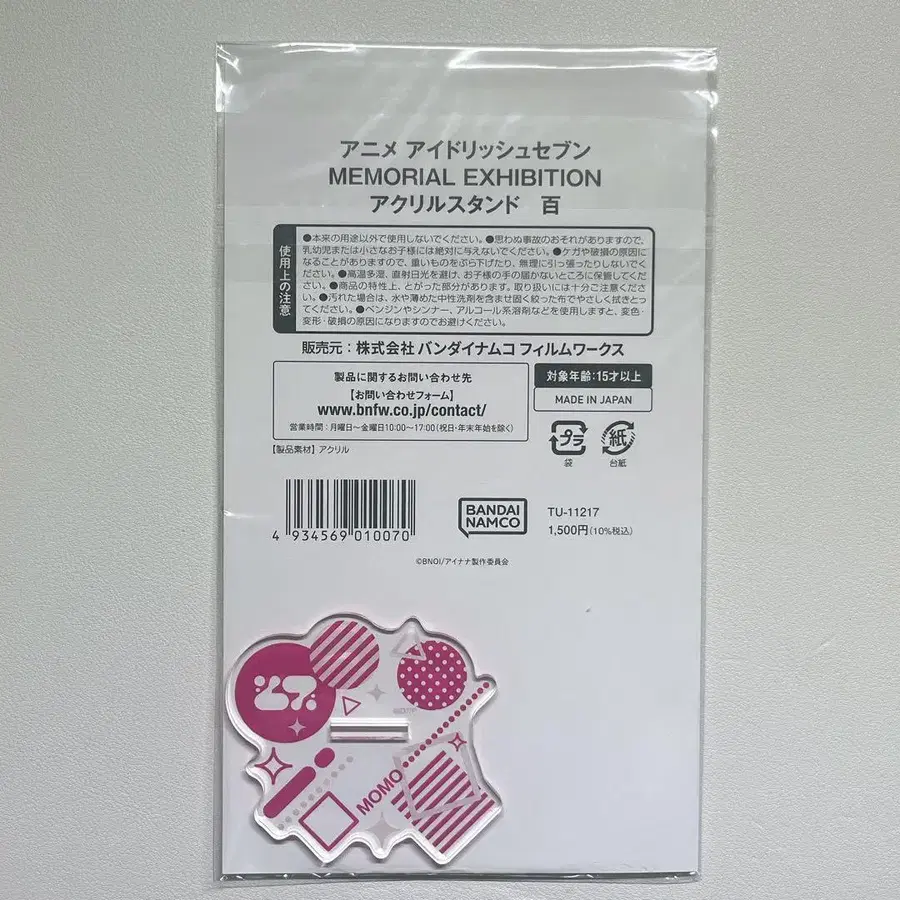 アニメ アイドリッシュセブン
MEMORIAL EXHIBITION
アクリルスタンド 百
使用上の注意
●本来の用途以外で使用しないでください。●思わぬ事故のおそれがありますので、
乳幼児または小さなお子様には絶対に与えないでください。●ケガや破損の原因に
なることがありますので、重いものをぶら下げたり、無理に引っ張ったりしないでく
ださい。●高温多湿、直射日光を避け、お子様の手の届かないところに保管してくだ
さい。●商品の特性上、とがった部分があります。取り扱いには十分ご注意くださ
い。●汚れた場合は、水や薄めた中性洗剤を含ませ固く絞った布でやさしく拭きとっ
てください。●ベンジンやシンナー、アルコール系溶剤などを使用しますと、変色・
変形・破損の原因になりますのでお避けください。
販売元：株式会社 バンダイナムコ フィルムワークス
製品に関するお問い合わせ先
【お問い合わせフォーム】
www.bnfw.co.jp/contact/
営業時間：月曜日～金曜日10:00～17:00(祝日・年末年始を除く)
対象年齢:15才以上
MADE IN JAPAN
【製品素材】アクリル
プラ
袋
紙
台紙
4 934569 010070
BANDAI
NAMCO
TU-11217
1,500円(10%税込)
©BNOI/アイナナ製作委員会
MOMO